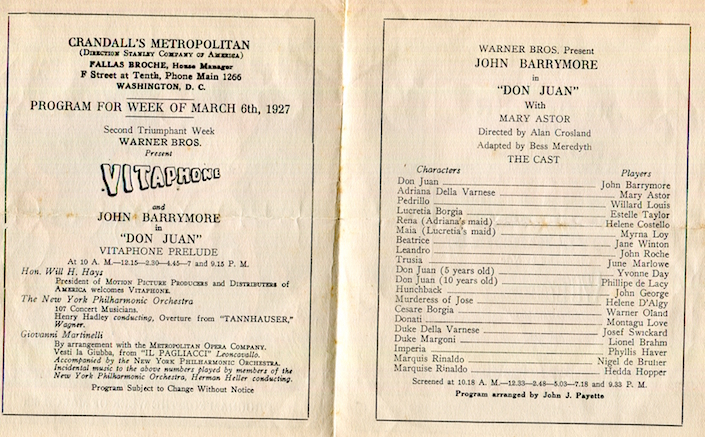 CRANDALL'S METROPOLITAN
(DIRECTION STANLEY COMPANY OF AMERICA)
FALLAS BROCHE, House Manager
F Street at Tenth, Phone Main 1266
WASHINGTON, D. C.
PROGRAM FOR WEEK OF MARCH 6th, 1927
Second Triumphant Week
WARNER BROS.
Present
VITAPHONE
and
JOHN BARRYMORE
in
"DON JUAN"
VITAPHONE PRELUDE
At 10 A. M.—12.15—2.30—4.45—7 and 9.15 P. M.
Hon. Will H. Hays
President of MOTION PICTURE PRODUCERS AND DISTRIBUTERS OF
AMERICA welcomes VITAPHONE.
The New York Philharmonic Orchestra
107 Concert Musicians.
Henry Hadley conducting, Overture from "TANNHAUSER,"
Wagner.
Giovanni Martinelli
By arrangement with the METROPOLITAN OPERA COMPANY.
Vesti la Giubba, from "IL PAGLIACCI" Leoncavallo.
Accompanied by the NEW YORK PHILHARMONIC ORCHESTRA.
Incidental music to the above numbers played by members of the
New York Philharmonic Orchestra, Herman Heller conducting.
Program Subject to Change Without Notice
WARNER BROS. Present
JOHN BARRYMORE
in
"DON JUAN"
With
MARY ASTOR
Directed by Alan Crosland
Adapted by Bess Meredyth
THE CAST
Characters Players
Don Juan John Barrymore
Adriana Della Varnese Mary Astor
Pedrillo Willard Louis
Lucretia Borgia Estelle Taylor
Rena (Adriana's maid) Helene Costello
Maia (Lucretia's maid) Myrna Loy
Beatrice Jane Winton
Leandro John Roche
Trusia June Marlowe
Don Juan (5 years old) Yvonne Day
Don Juan (10 years old) Phillipe de Lacy
Hunchback John George
Murderess of Jose Helene D'Algy
Cesare Borgia Warner Oland
Donati Montagu Love
Duke Della Varnese Josef Swickard
Duke Margoni Lionel Brahm
Imperia Phyllis Haver
Marquis Rinaldo Nigel de Brulier
Marquise Rinaldo Hedda Hopper
Screened at 10.18 A. M.—12.33—2.48—5.03—7.18 and 9.33 P. M.
Program arranged by John J. Payette